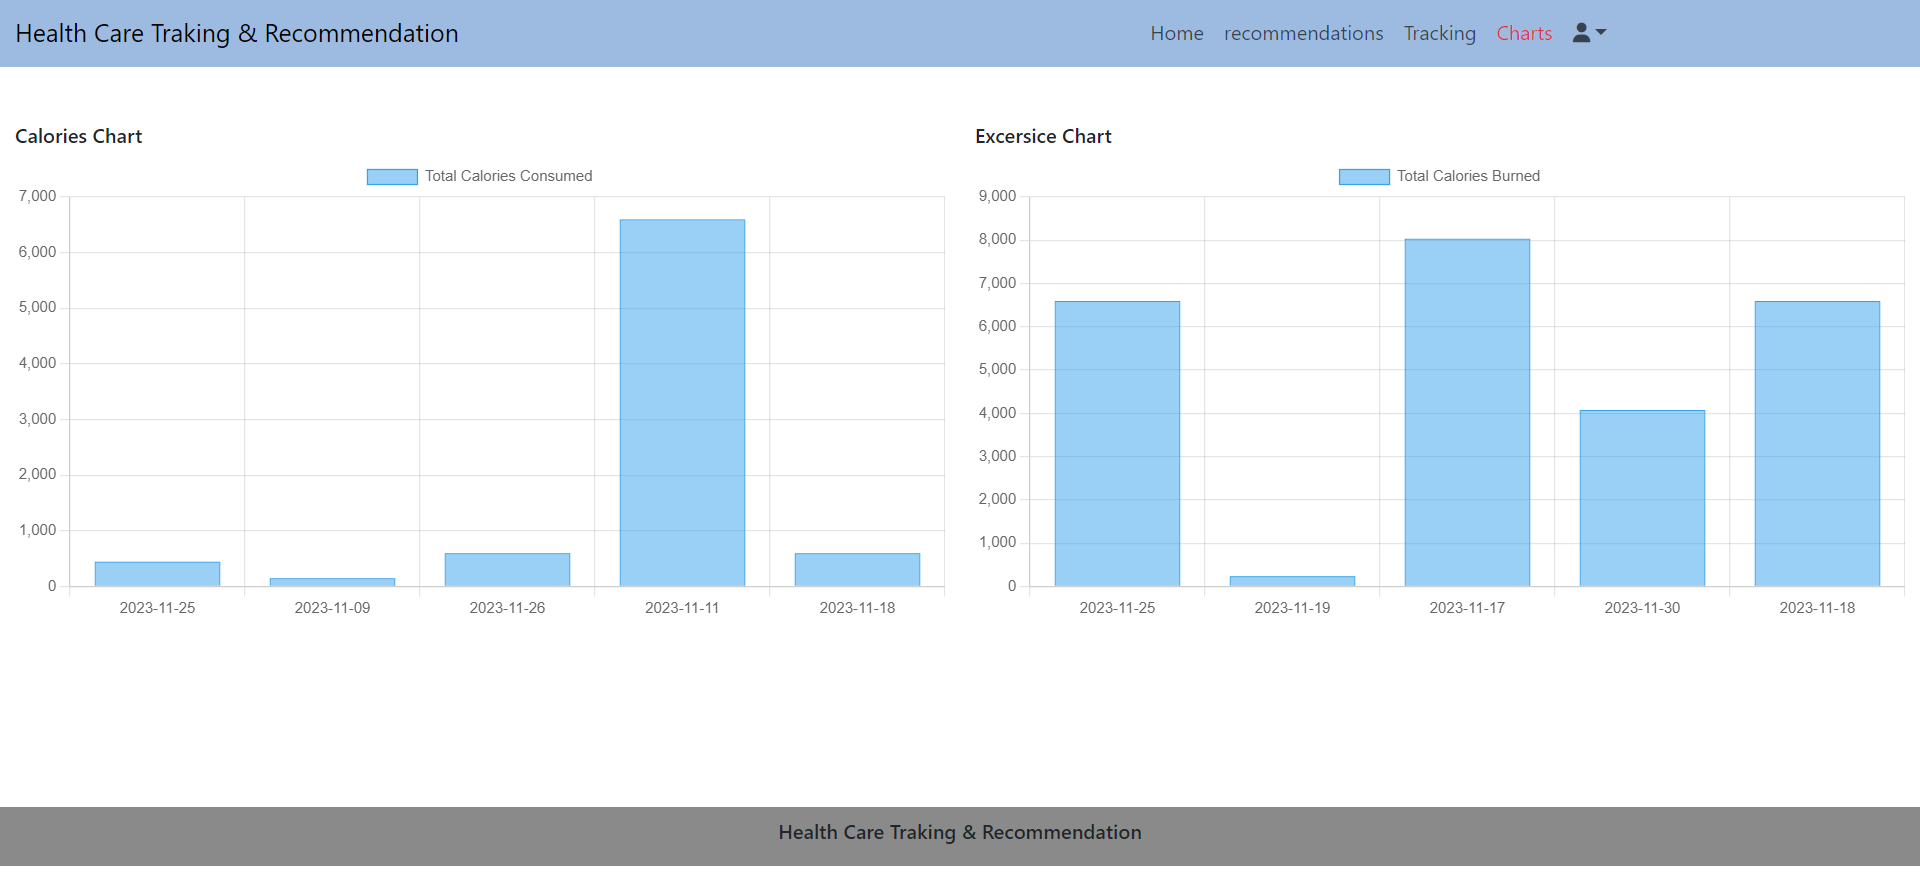 Health Care Traking & Recommendation
Home recommendations Tracking Charts
Calories Chart
Total Calories Consumed
7,000
6,000
5,000
4,000
3,000
2,000
1,000
0
2023-11-25 2023-11-09 2023-11-26 2023-11-11 2023-11-18
Excersice Chart
Total Calories Burned
9,000
8,000
7,000
6,000
5,000
4,000
3,000
2,000
1,000
0
2023-11-25 2023-11-19 2023-11-17 2023-11-30 2023-11-18
Health Care Traking & Recommendation